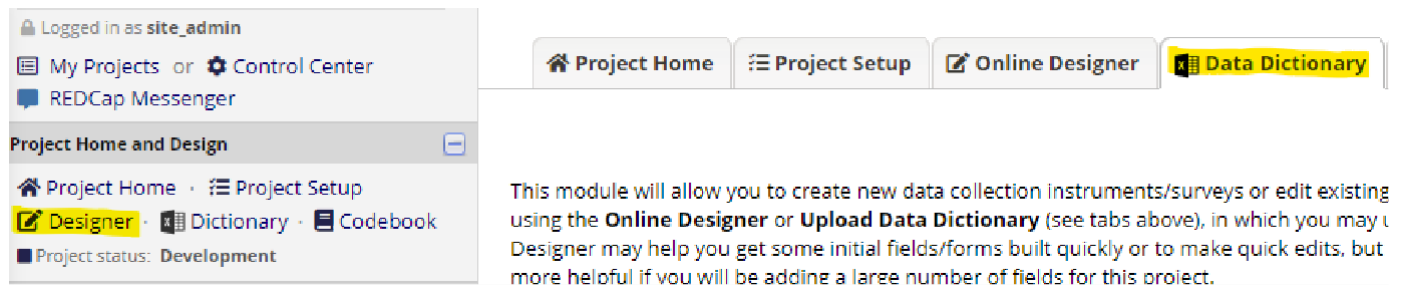 Logged in as site_admin
My Projects or Control Center
REDCap Messenger
Project Home and Design
Project Home · Project Setup
Designer · Dictionary · Codebook
Project status: Development
Project Home Project Setup Online Designer Data Dictionary
This module will allow you to create new data collection instruments/surveys or edit existing
using the Online Designer or Upload Data Dictionary (see tabs above), in which you may
Designer may help you get some initial fields/forms built quickly or to make quick edits, but
more helpful if you will be adding a large number of fields for this project.